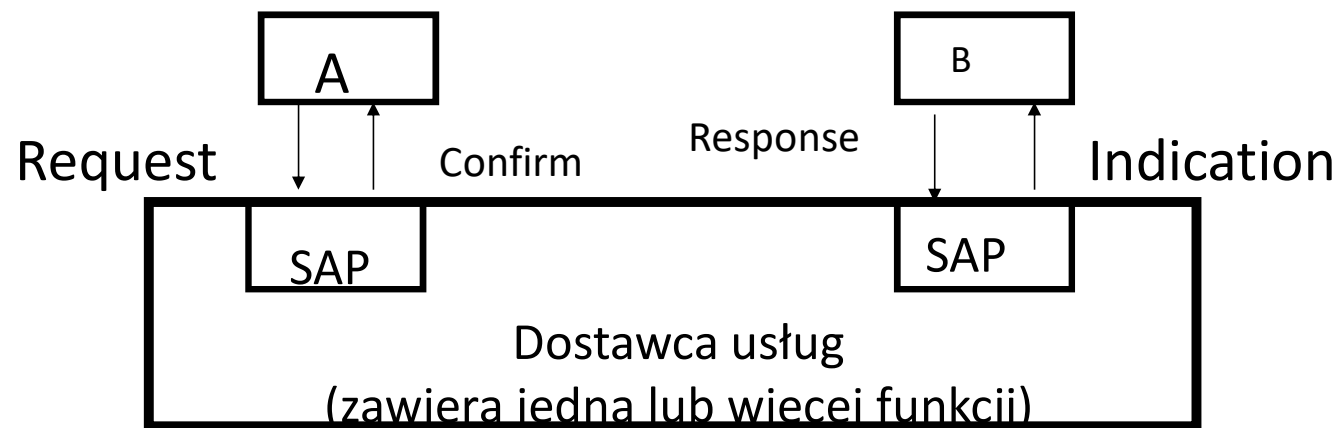 A
B
Request
Confirm
Response
Indication
SAP
SAP
Dostawca usług
(zawiera jedna lub wiecej funkcji)